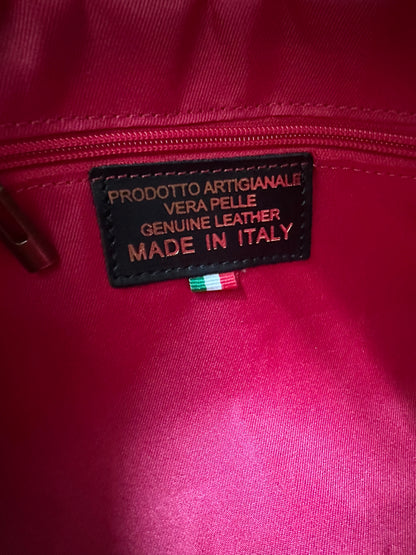 PRODOTTO ARTIGIANALE
VERA PELLE
GENUINE LEATHER
MADE IN ITALY